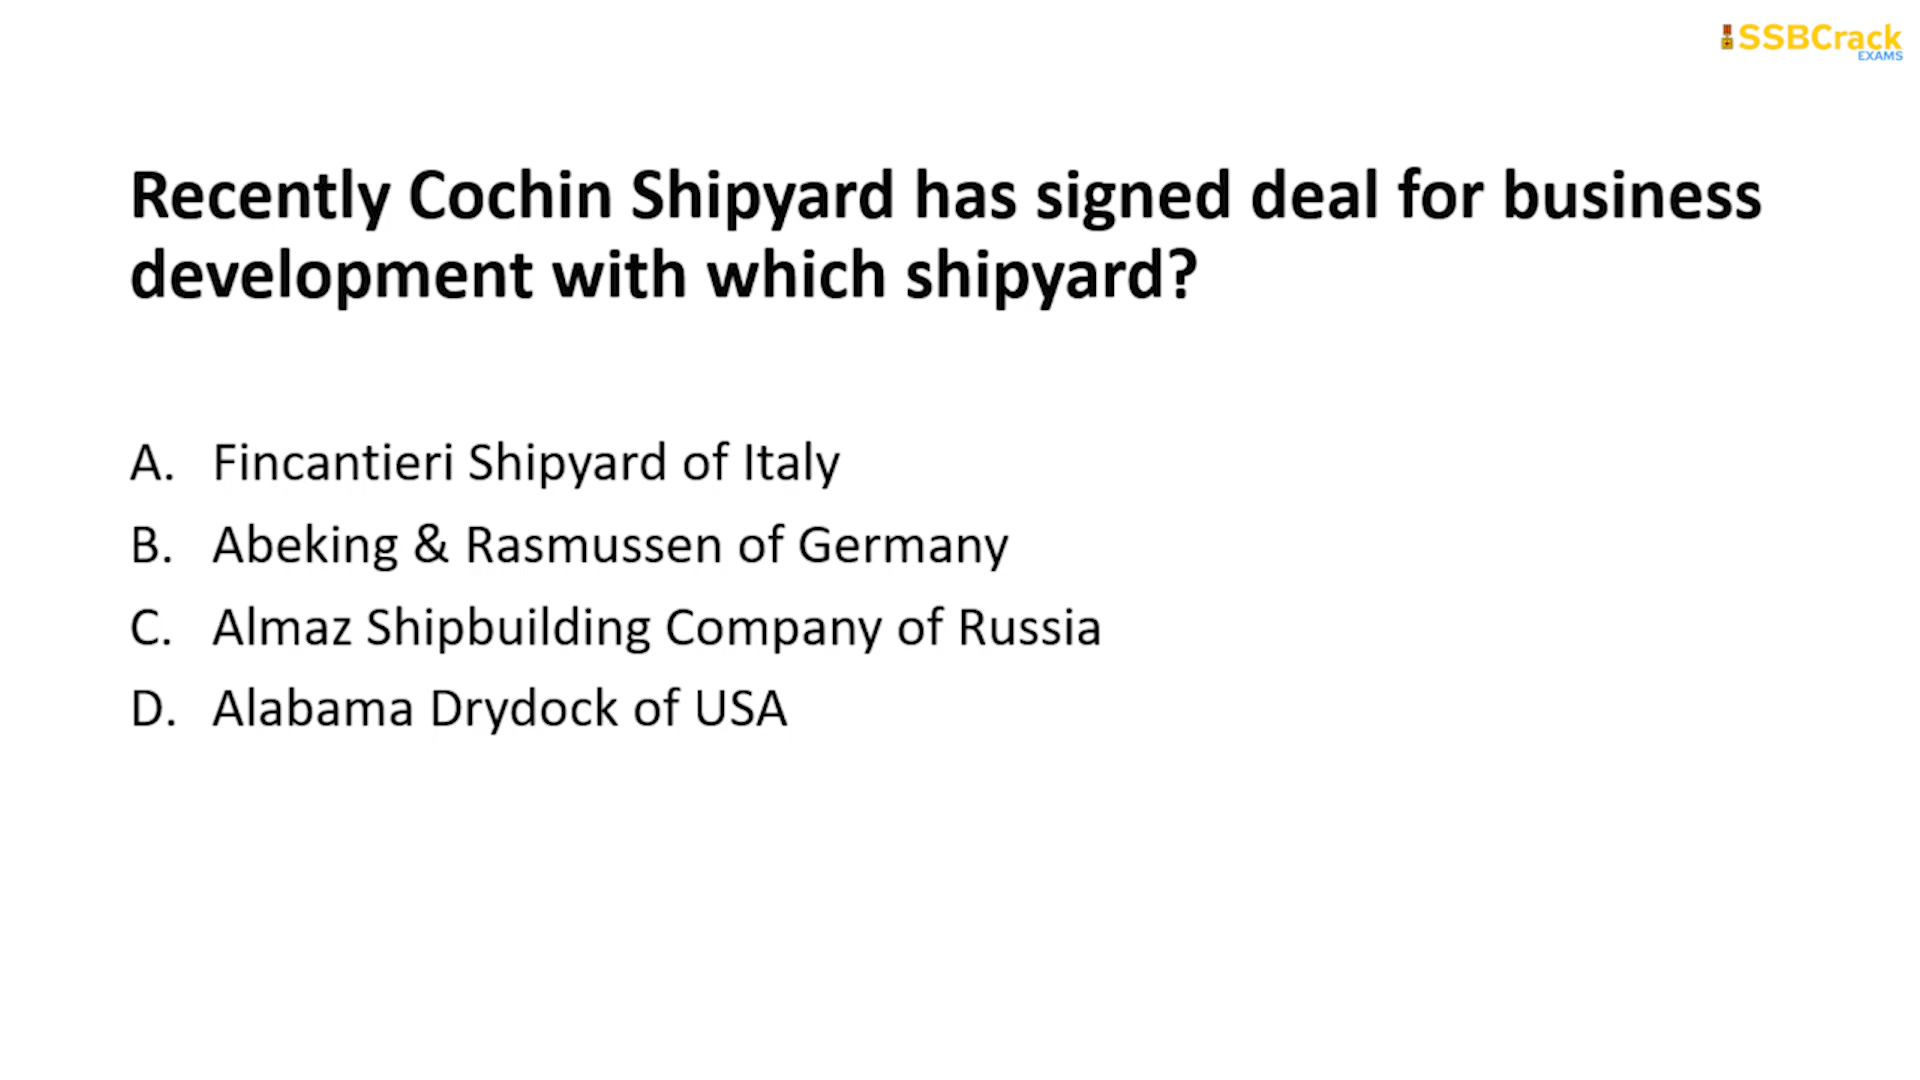 SSBCrack
EXAMS
Recently Cochin Shipyard has signed deal for business
development with which shipyard?
A. Fincantieri Shipyard of Italy
B. Abeking & Rasmussen of Germany
C. Almaz Shipbuilding Company of Russia
D. Alabama Drydock of USA